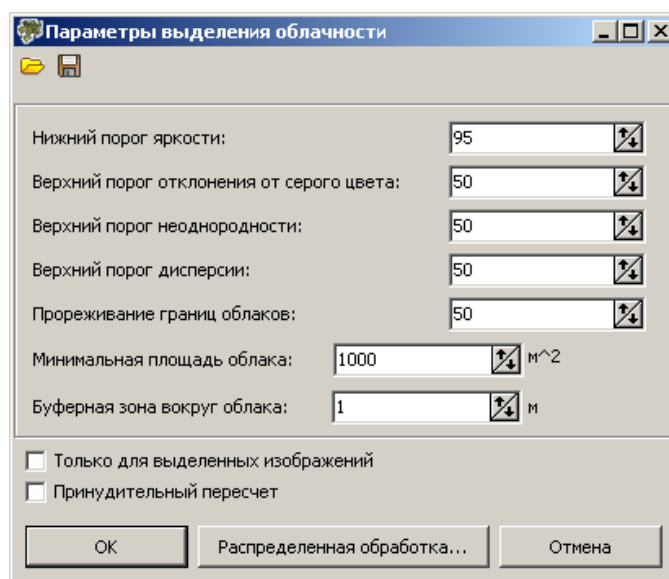 Параметры выделения облачности
Нижний порог яркости: 95
Верхний порог отклонения от серого цвета: 50
Верхний порог неоднородности: 50
Верхний порог дисперсии: 50
Прореживание границ облаков: 50
Минимальная площадь облака: 1000 м^2
Буферная зона вокруг облака: 1 м
Только для выделенных изображений
Принудительный пересчет
ОК Распределенная обработка... Отмена